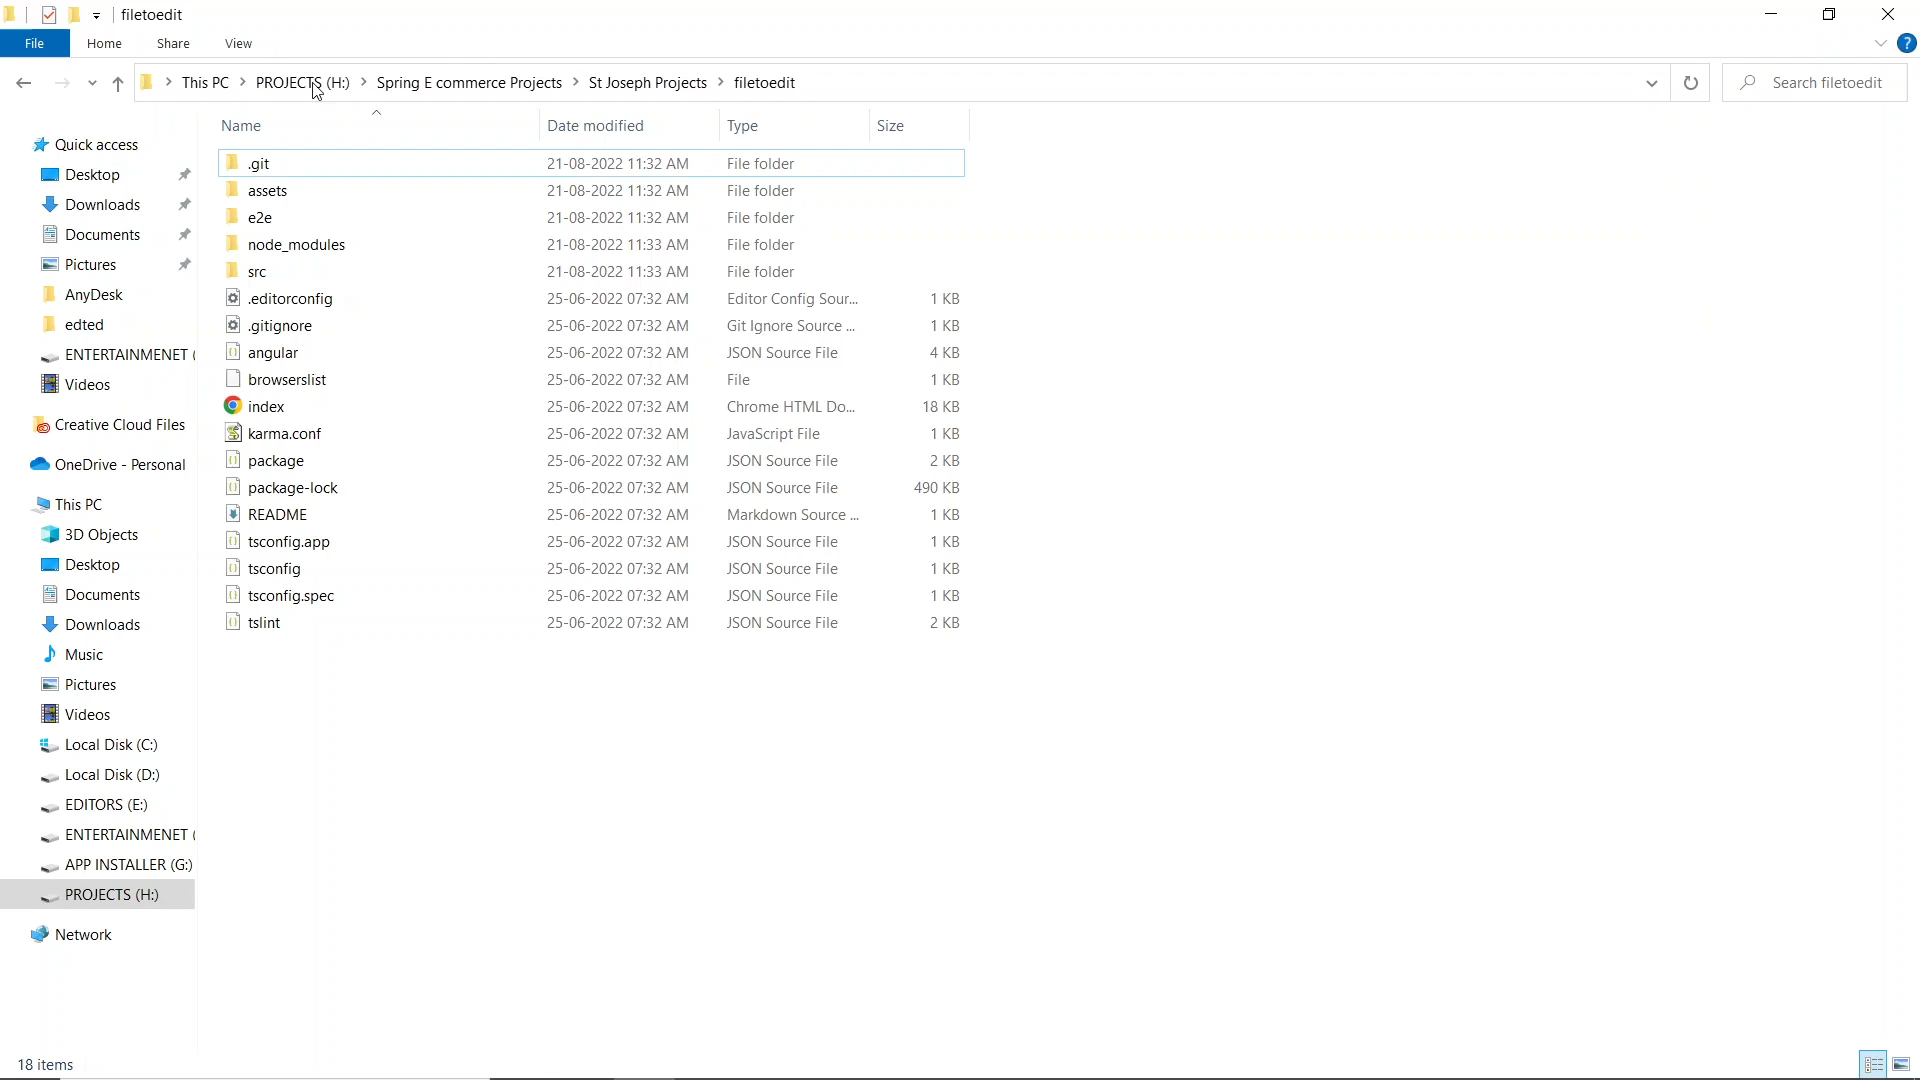 filetoedit
File Home Share View
This PC PROJECTS (H:) Spring E commerce Projects St Joseph Projects filetoedit Search filetoedit
Name Date modified Type Size
Quick access
Desktop
Downloads
Documents
Pictures
AnyDesk
edted
ENTERTAINMENET (
Videos
Creative Cloud Files
OneDrive - Personal
This PC
3D Objects
Desktop
Documents
Downloads
Music
Pictures
Videos
Local Disk (C:)
Local Disk (D:)
EDITORS (E:)
ENTERTAINMENET (
APP INSTALLER (G:)
PROJECTS (H:)
Network
.git 21-08-2022 11:32 AM File folder
assets 21-08-2022 11:32 AM File folder
e2e 21-08-2022 11:32 AM File folder
node_modules 21-08-2022 11:33 AM File folder
src 21-08-2022 11:33 AM File folder
.editorconfig 25-06-2022 07:32 AM Editor Config Sour... 1 KB
.gitignore 25-06-2022 07:32 AM Git Ignore Source ... 1 KB
angular 25-06-2022 07:32 AM JSON Source File 4 KB
browserslist 25-06-2022 07:32 AM File 1 KB
index 25-06-2022 07:32 AM Chrome HTML Do... 18 KB
karma.conf 25-06-2022 07:32 AM JavaScript File 1 KB
package 25-06-2022 07:32 AM JSON Source File 2 KB
package-lock 25-06-2022 07:32 AM JSON Source File 490 KB
README 25-06-2022 07:32 AM Markdown Source ... 1 KB
tsconfig.app 25-06-2022 07:32 AM JSON Source File 1 KB
tsconfig 25-06-2022 07:32 AM JSON Source File 1 KB
tsconfig.spec 25-06-2022 07:32 AM JSON Source File 1 KB
tslint 25-06-2022 07:32 AM JSON Source File 2 KB
18 items